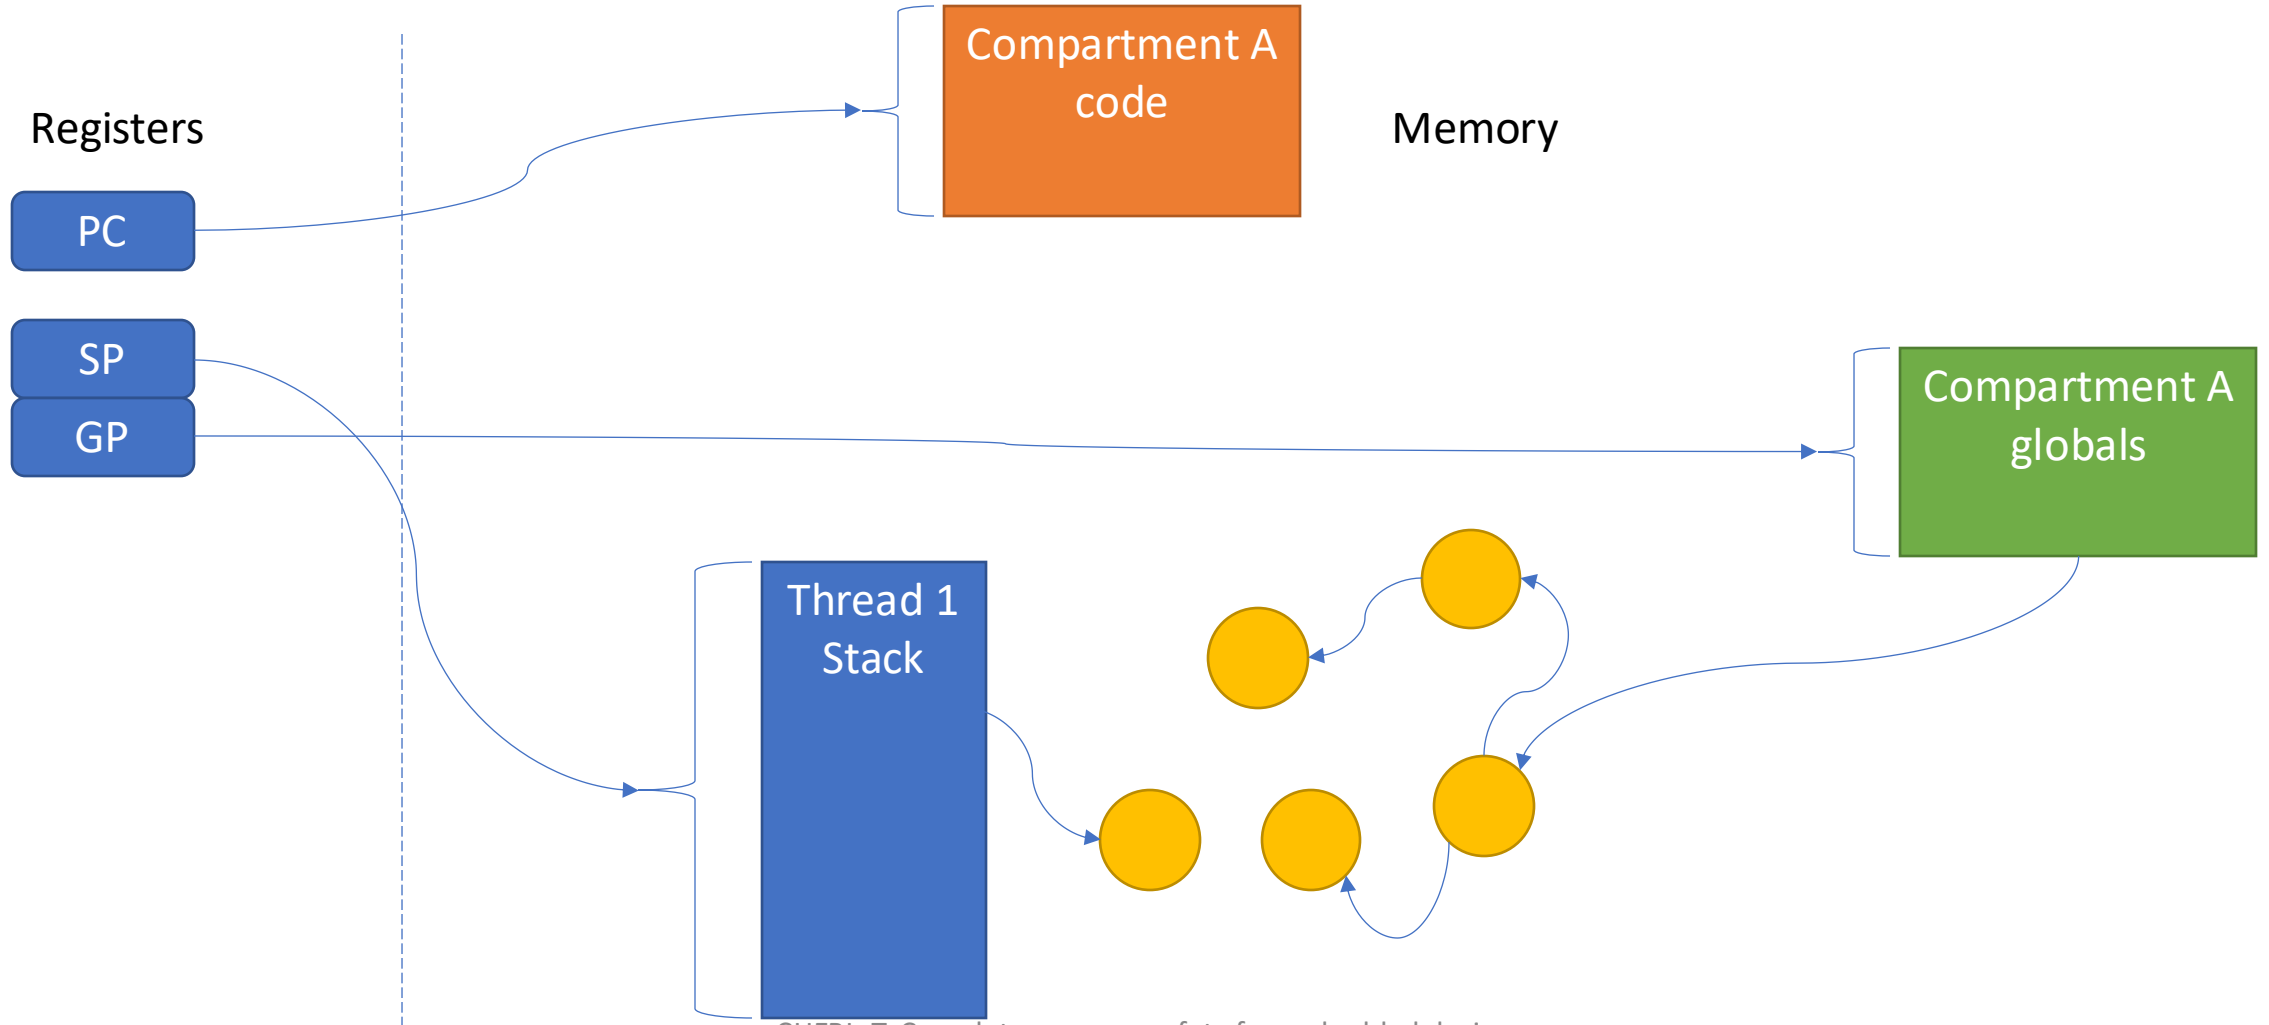 Compartment A
code
Registers
Memory
PC
SP
GP
Compartment A
globals
Thread 1
Stack